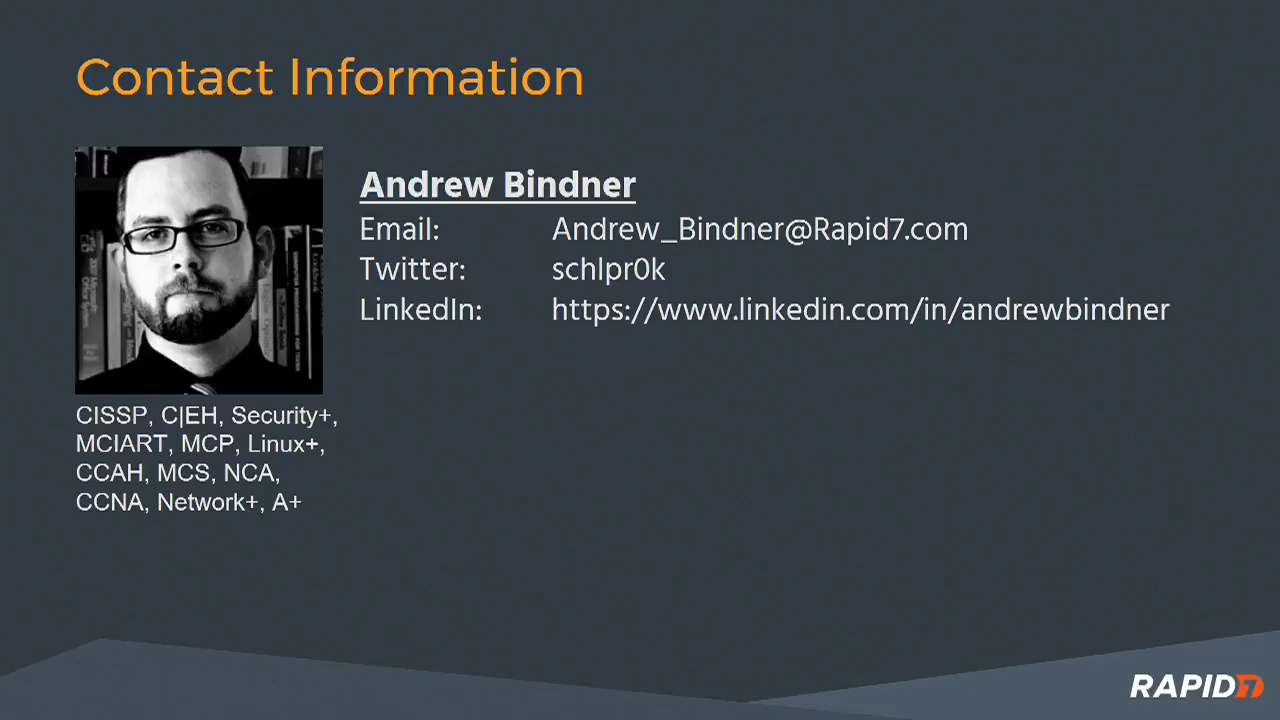 Contact Information
Andrew Bindner
Email: Andrew_Bindner@Rapid7.com
Twitter: schlpr0k
LinkedIn: https://www.linkedin.com/in/andrewbindner
CISSP, C|EH, Security+,
MCIART, MCP, Linux+,
CCAH, MCS, NCA,
CCNA, Network+, A+
RAPID7